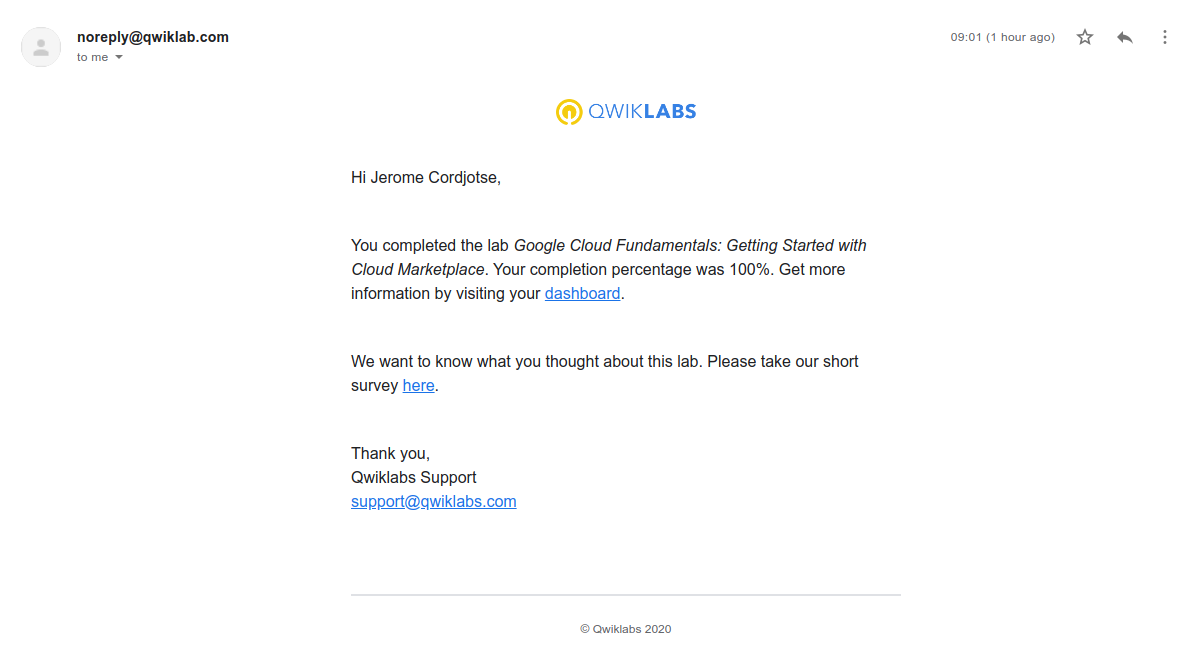 noreply@qwiklab.com
09:01 (1 hour ago)
to me
QWIKLABS
Hi Jerome Cordjotse,
You completed the lab Google Cloud Fundamentals: Getting Started with
Cloud Marketplace. Your completion percentage was 100%. Get more
information by visiting your dashboard.
We want to know what you thought about this lab. Please take our short
survey here.
Thank you,
Qwiklabs Support
support@qwiklabs.com
© Qwiklabs 2020